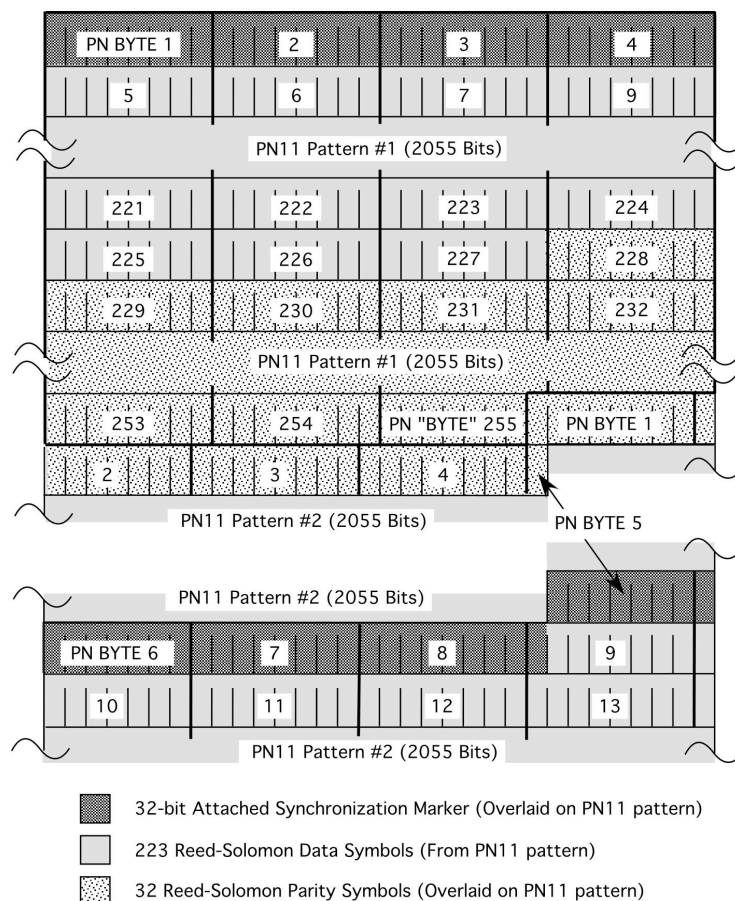 PN BYTE 1 2 3 4
5 6 7 9
PN11 Pattern #1 (2055 Bits)
221 222 223 224
225 226 227 228
229 230 231 232
PN11 Pattern #1 (2055 Bits)
253 254 PN "BYTE" 255 PN BYTE 1
2 3 4
PN11 Pattern #2 (2055 Bits)
PN BYTE 5
PN11 Pattern #2 (2055 Bits)
PN BYTE 6 7 8 9
10 11 12 13
PN11 Pattern #2 (2055 Bits)
32-bit Attached Synchronization Marker (Overlaid on PN11 pattern)
223 Reed-Solomon Data Symbols (From PN11 pattern)
32 Reed-Solomon Parity Symbols (Overlaid on PN11 pattern)